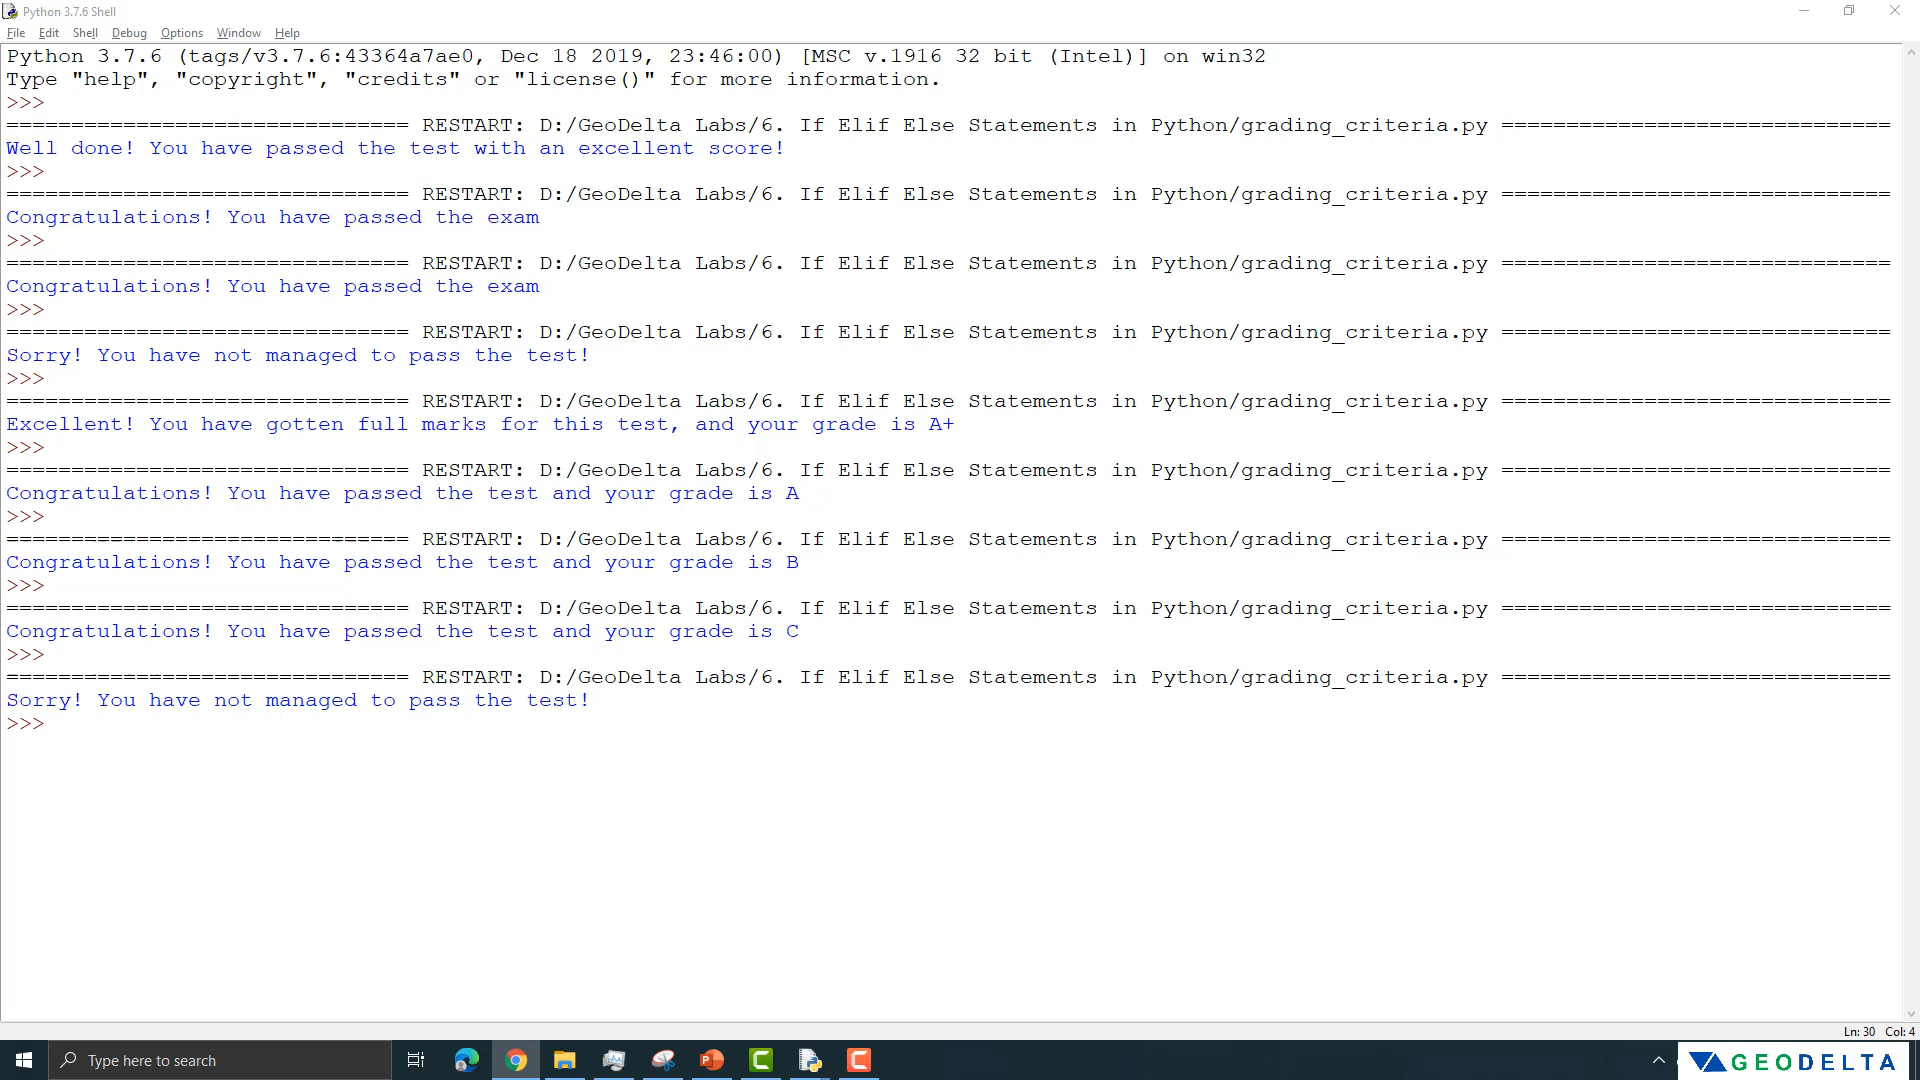 Python 3.7.6 Shell
File Edit Shell Debug Options Window Help
Python 3.7.6 (tags/v3.7.6:43364a7ae0, Dec 18 2019, 23:46:00) [MSC v.1916 32 bit (Intel)] on win32
Type "help", "copyright", "credits" or "license()" for more information.
>>>
=============================== RESTART: D:/GeoDelta Labs/6. If Elif Else Statements in Python/grading_criteria.py ==============================
Well done! You have passed the test with an excellent score!
>>>
=============================== RESTART: D:/GeoDelta Labs/6. If Elif Else Statements in Python/grading_criteria.py ==============================
Congratulations! You have passed the exam
>>>
=============================== RESTART: D:/GeoDelta Labs/6. If Elif Else Statements in Python/grading_criteria.py ==============================
Congratulations! You have passed the exam
>>>
=============================== RESTART: D:/GeoDelta Labs/6. If Elif Else Statements in Python/grading_criteria.py ==============================
Sorry! You have not managed to pass the test!
>>>
=============================== RESTART: D:/GeoDelta Labs/6. If Elif Else Statements in Python/grading_criteria.py ==============================
Excellent! You have gotten full marks for this test, and your grade is A+
>>>
=============================== RESTART: D:/GeoDelta Labs/6. If Elif Else Statements in Python/grading_criteria.py ==============================
Congratulations! You have passed the test and your grade is A
>>>
=============================== RESTART: D:/GeoDelta Labs/6. If Elif Else Statements in Python/grading_criteria.py ==============================
Congratulations! You have passed the test and your grade is B
>>>
=============================== RESTART: D:/GeoDelta Labs/6. If Elif Else Statements in Python/grading_criteria.py ==============================
Congratulations! You have passed the test and your grade is C
>>>
=============================== RESTART: D:/GeoDelta Labs/6. If Elif Else Statements in Python/grading_criteria.py ==============================
Sorry! You have not managed to pass the test!
>>>
Ln: 30 Col: 4
Type here to search
GEODELTA